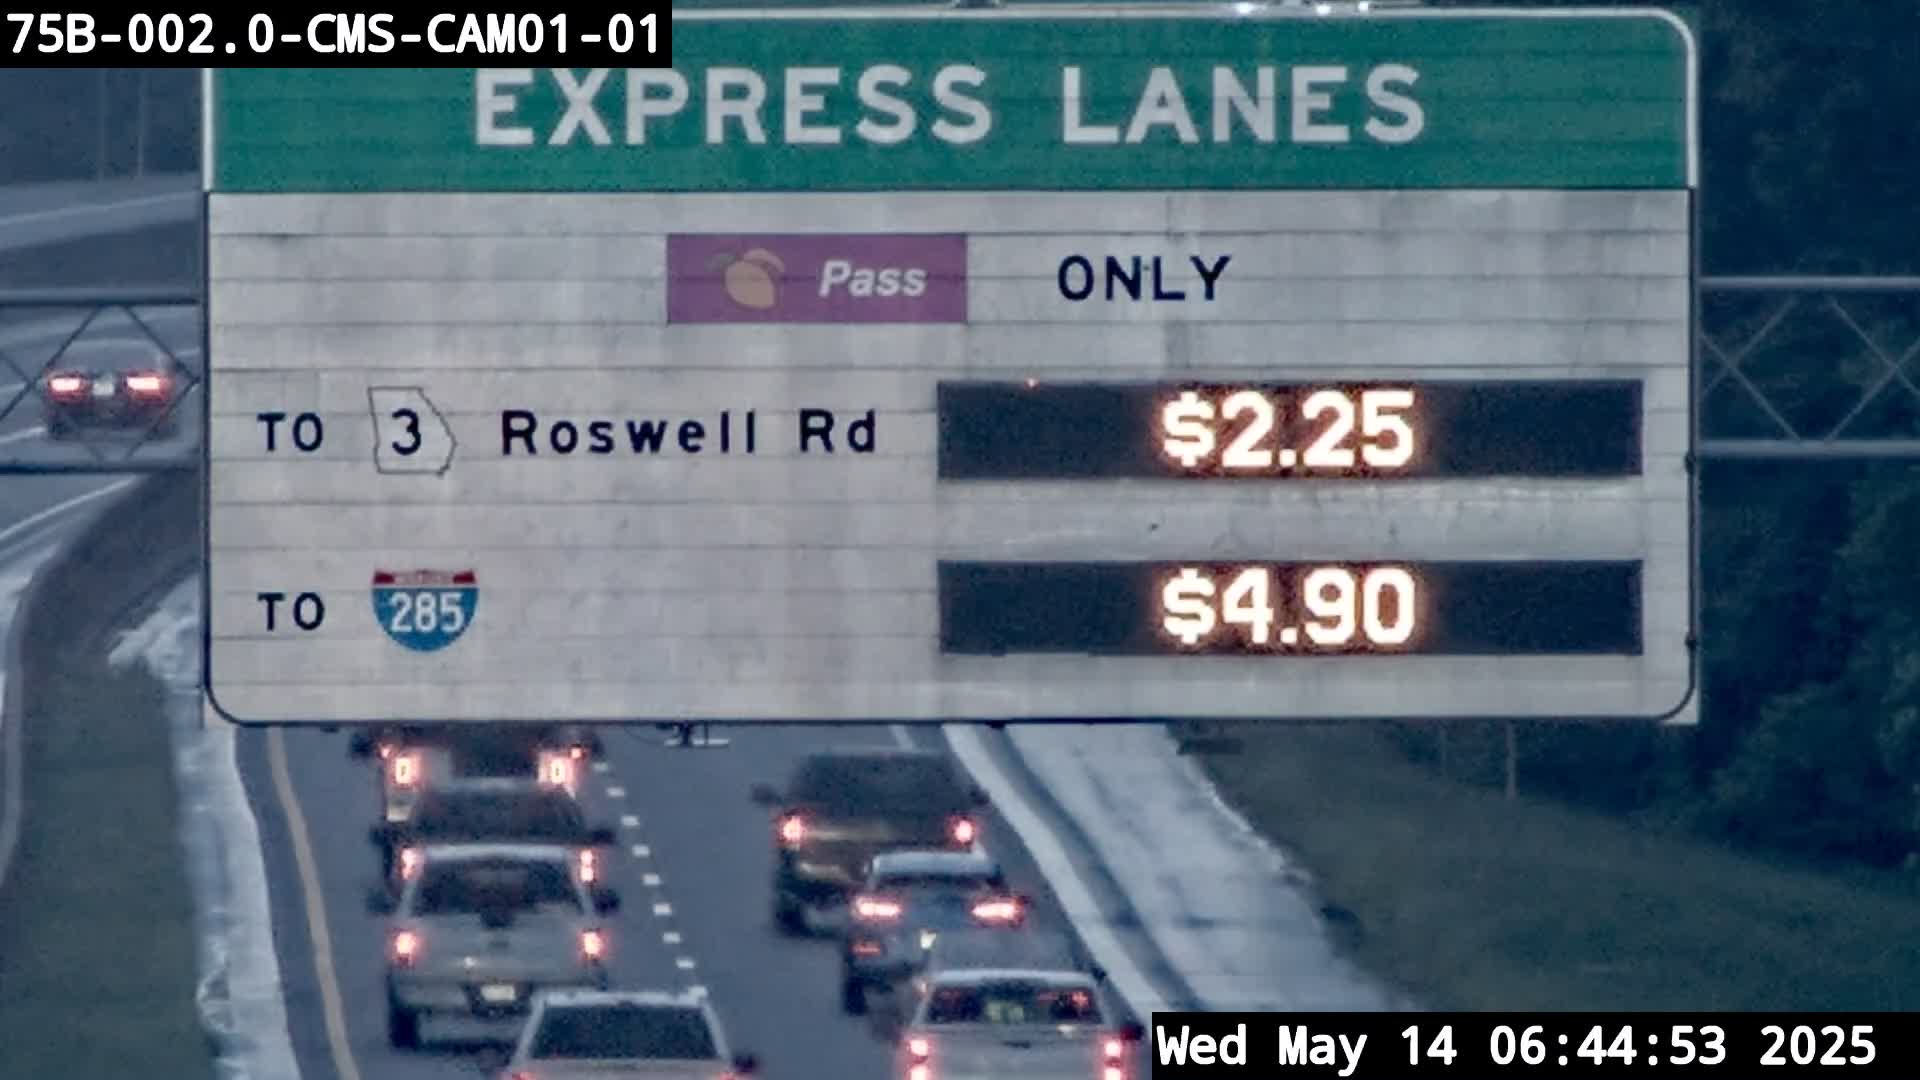 75B-002.0-CMS-CAM01-01
EXPRESS LANES
Pass ONLY
TO 3 Roswell Rd $2.25
TO 285 $4.90
Wed May 14 06:44:53 2025